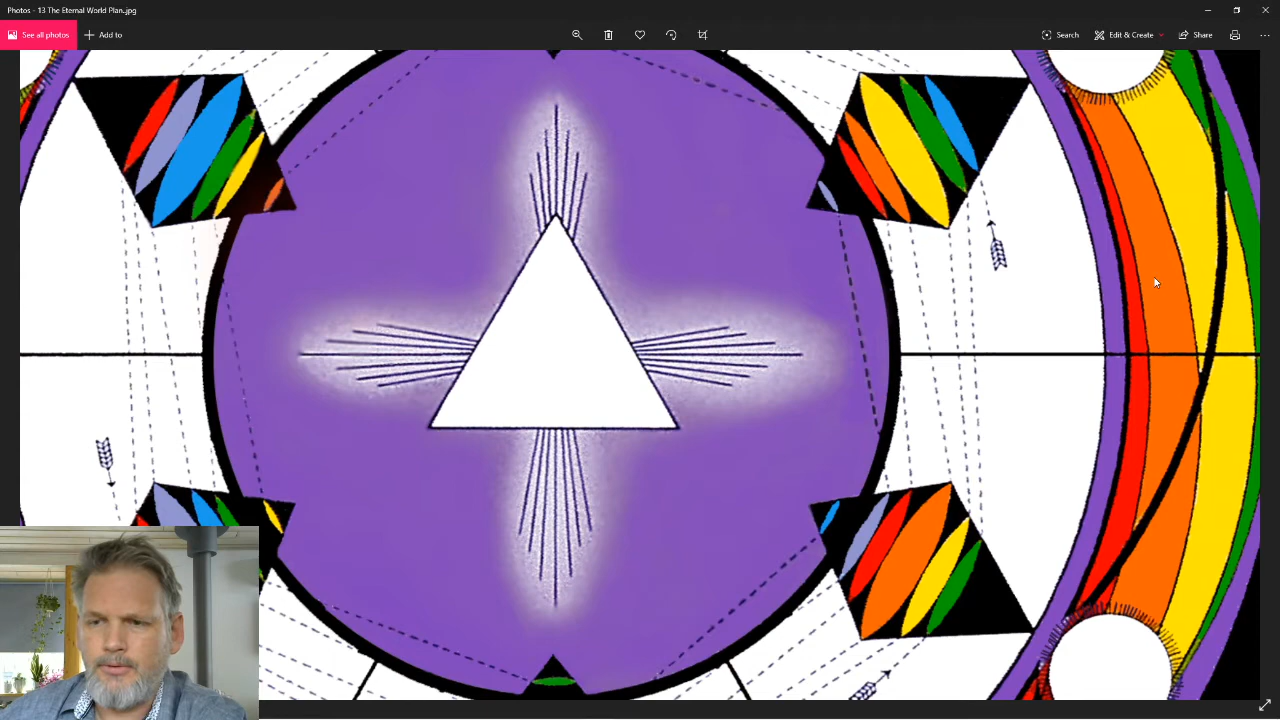 Photos - 13 The Eternal World Plan.jpg
See all photos
Add to
Search
Edit & Create
Share